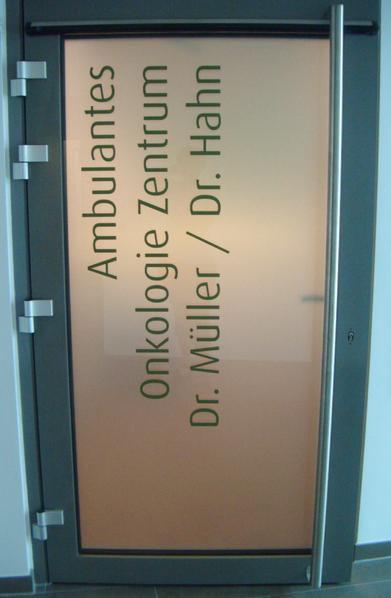 Ambulantes
Onkologie Zentrum
Dr. Müller / Dr. Hahn